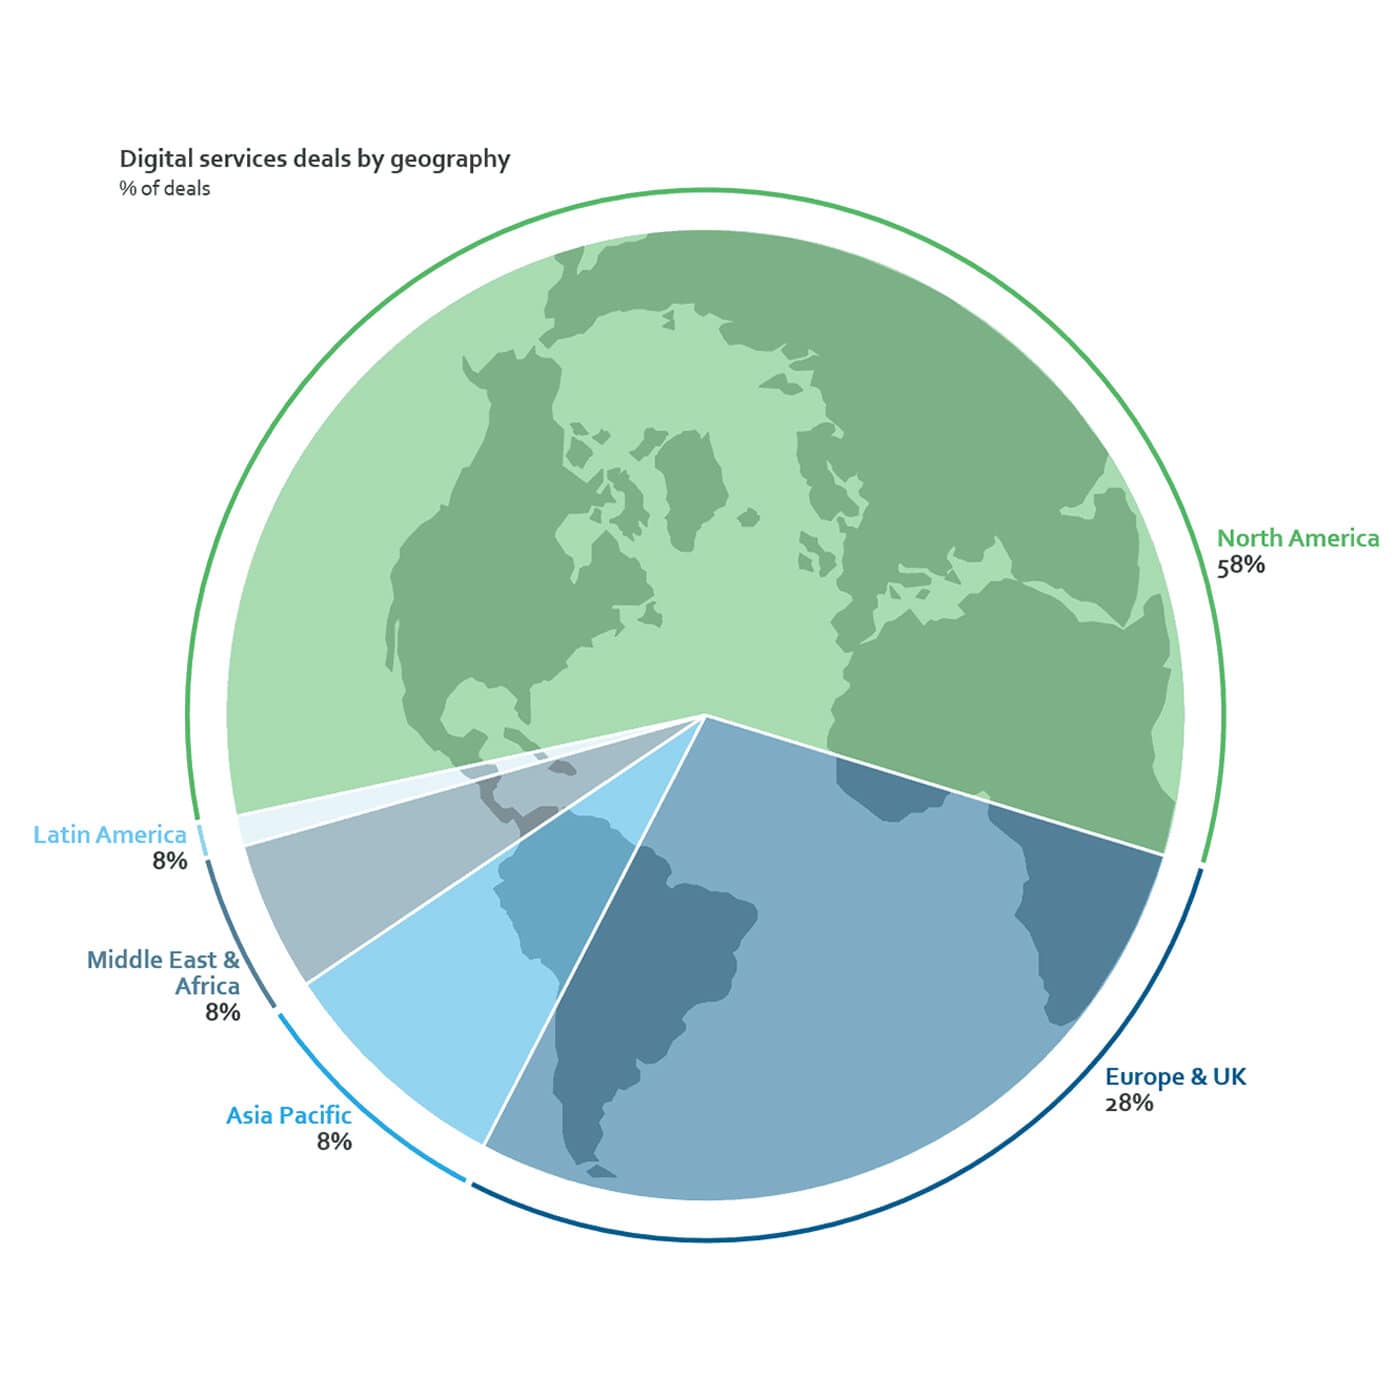 Digital services deals by geography
% of deals
North America
58%
Latin America
8%
Middle East &
Africa
8%
Asia Pacific
8%
Europe & UK
28%